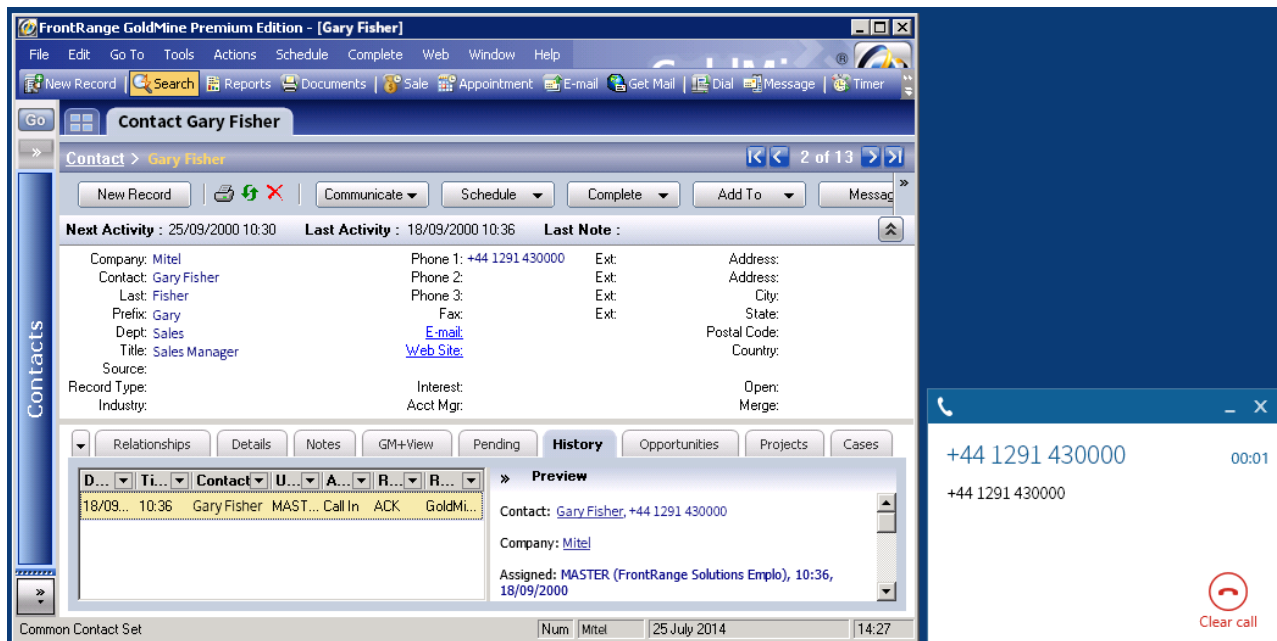 FrontRange GoldMine Premium Edition - [Gary Fisher]
File Edit Go To Tools Actions Schedule Complete Web Window Help
New Record Search Reports Documents Sale Appointment E-mail Get Mail Dial Message Timer
Go Contact Gary Fisher
Contact > Gary Fisher 2 of 13
New Record Communicate Schedule Complete Add To Messag
Next Activity : 25/09/2000 10:30 Last Activity : 18/09/2000 10:36 Last Note :
Company: Mitel Phone 1: +44 1291 430000 Ext: Address:
Contact: Gary Fisher Phone 2: Ext: Address:
Last: Fisher Phone 3: Ext: City:
Prefix: Gary Fax: Ext: State:
Dept: Sales E-mail: Postal Code:
Title: Sales Manager Web Site: Country:
Source:
Record Type: Interest: Open:
Industry: Acct Mgr: Merge:
Contacts
Relationships Details Notes GM+View Pending History Opportunities Projects Cases
D... Ti... Contact U... A... R... R...
18/09... 10:36 Gary Fisher MAST... Call In ACK GoldMi...
» Preview
Contact: Gary Fisher, +44 1291 430000
Company: Mitel
Assigned: MASTER (FrontRange Solutions Emplo), 10:36,
18/09/2000
Common Contact Set Num Mitel 25 July 2014 14:27
+44 1291 430000 00:01
+44 1291 430000
Clear call